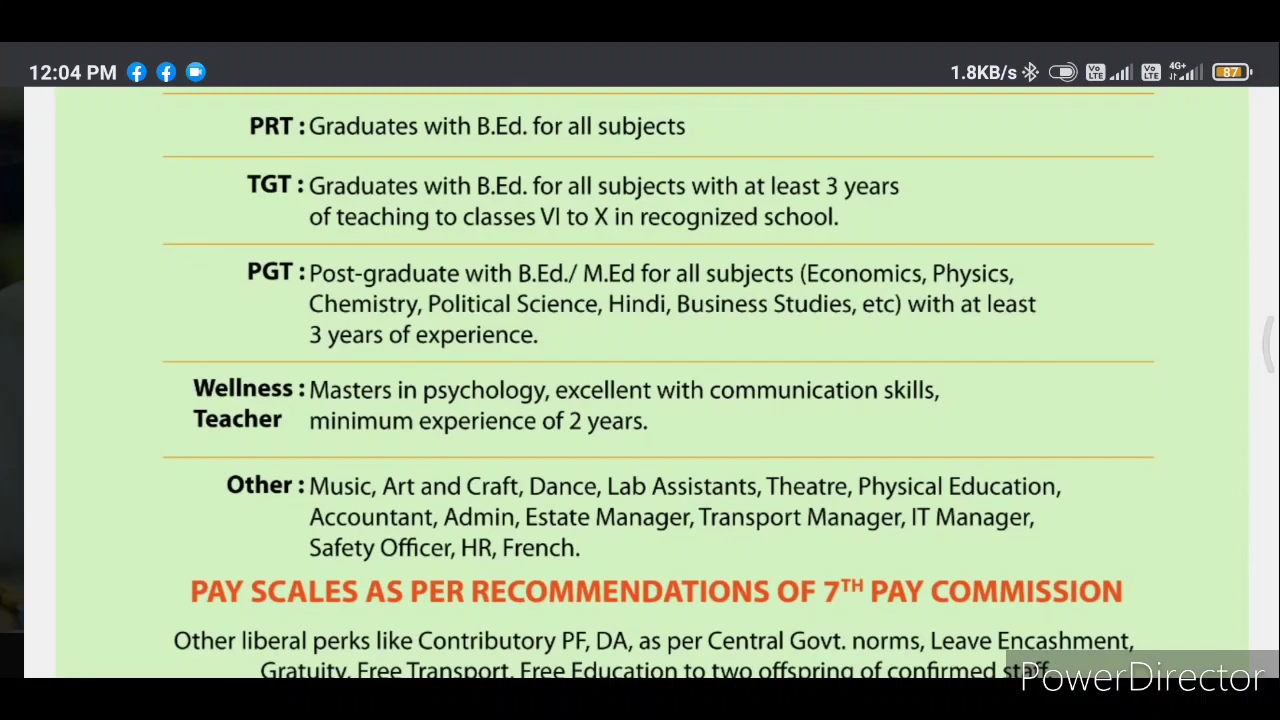 12:04 PM
1.8KB/s Vo LTE Vo LTE 4G+ 87
PRT : Graduates with B.Ed. for all subjects
TGT : Graduates with B.Ed. for all subjects with at least 3 years
of teaching to classes VI to X in recognized school.
PGT : Post-graduate with B.Ed./ M.Ed for all subjects (Economics, Physics,
Chemistry, Political Science, Hindi, Business Studies, etc) with at least
3 years of experience.
Wellness : Masters in psychology, excellent with communication skills,
Teacher minimum experience of 2 years.
Other : Music, Art and Craft, Dance, Lab Assistants, Theatre, Physical Education,
Accountant, Admin, Estate Manager, Transport Manager, IT Manager,
Safety Officer, HR, French.
PAY SCALES AS PER RECOMMENDATIONS OF 7TH PAY COMMISSION
Other liberal perks like Contributory PF, DA, as per Central Govt. norms, Leave Encashment,
Gratuity, Free Transport, Free Education to two offspring of confirmed staff
PowerDirector